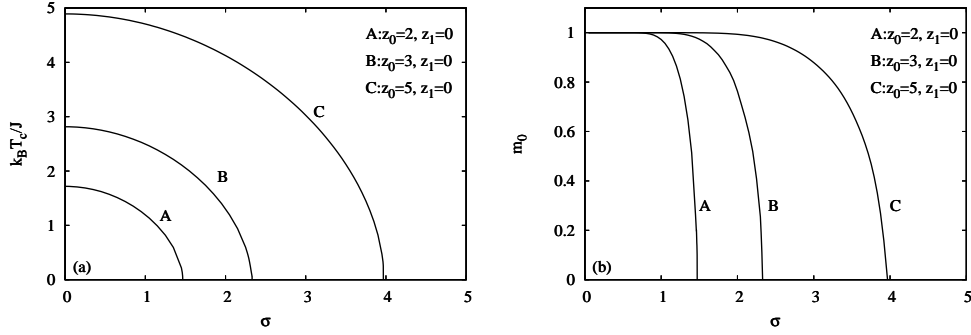 5
4
3
2
1
0
k_BT_c/J
A:z_0=2, z_1=0
B:z_0=3, z_1=0
C:z_0=5, z_1=0
C
B
A
(a)
0 1 2 3 4 5
σ
1
0.8
0.6
0.4
0.2
0
m_0
A:z_0=2, z_1=0
B:z_0=3, z_1=0
C:z_0=5, z_1=0
A B C
(b)
0 1 2 3 4 5
σ